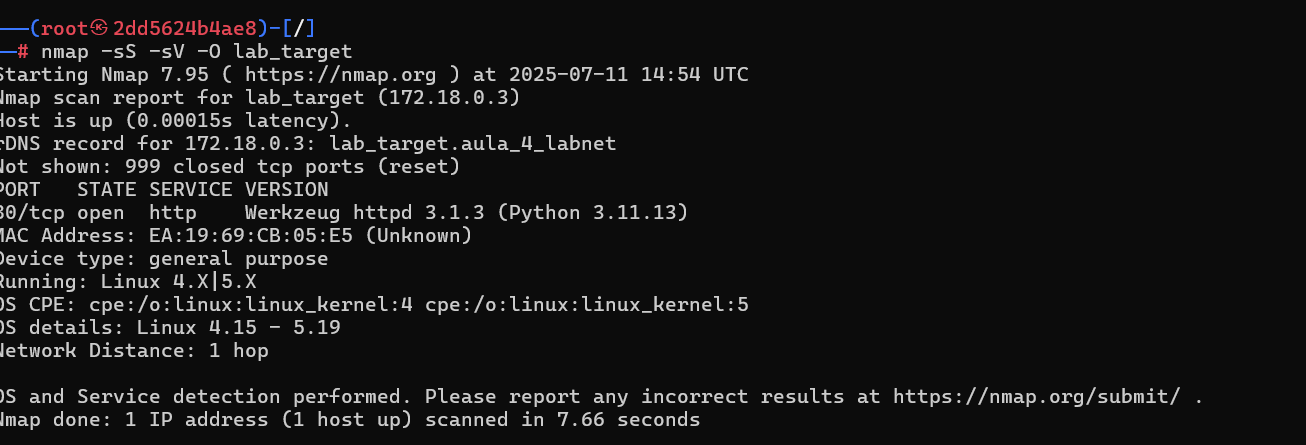 ──(root㉿2dd5624b4ae8)-[/]
─# nmap -sS -sV -O lab_target
Starting Nmap 7.95 ( https://nmap.org ) at 2025-07-11 14:54 UTC
Nmap scan report for lab_target (172.18.0.3)
Host is up (0.00015s latency).
rDNS record for 172.18.0.3: lab_target.aula_4_labnet
Not shown: 999 closed tcp ports (reset)
PORT   STATE SERVICE VERSION
80/tcp open  http    Werkzeug httpd 3.1.3 (Python 3.11.13)
MAC Address: EA:19:69:CB:05:E5 (Unknown)
Device type: general purpose
Running: Linux 4.X|5.X
OS CPE: cpe:/o:linux:linux_kernel:4 cpe:/o:linux:linux_kernel:5
OS details: Linux 4.15 - 5.19
Network Distance: 1 hop
OS and Service detection performed. Please report any incorrect results at https://nmap.org/submit/ .
Nmap done: 1 IP address (1 host up) scanned in 7.66 seconds